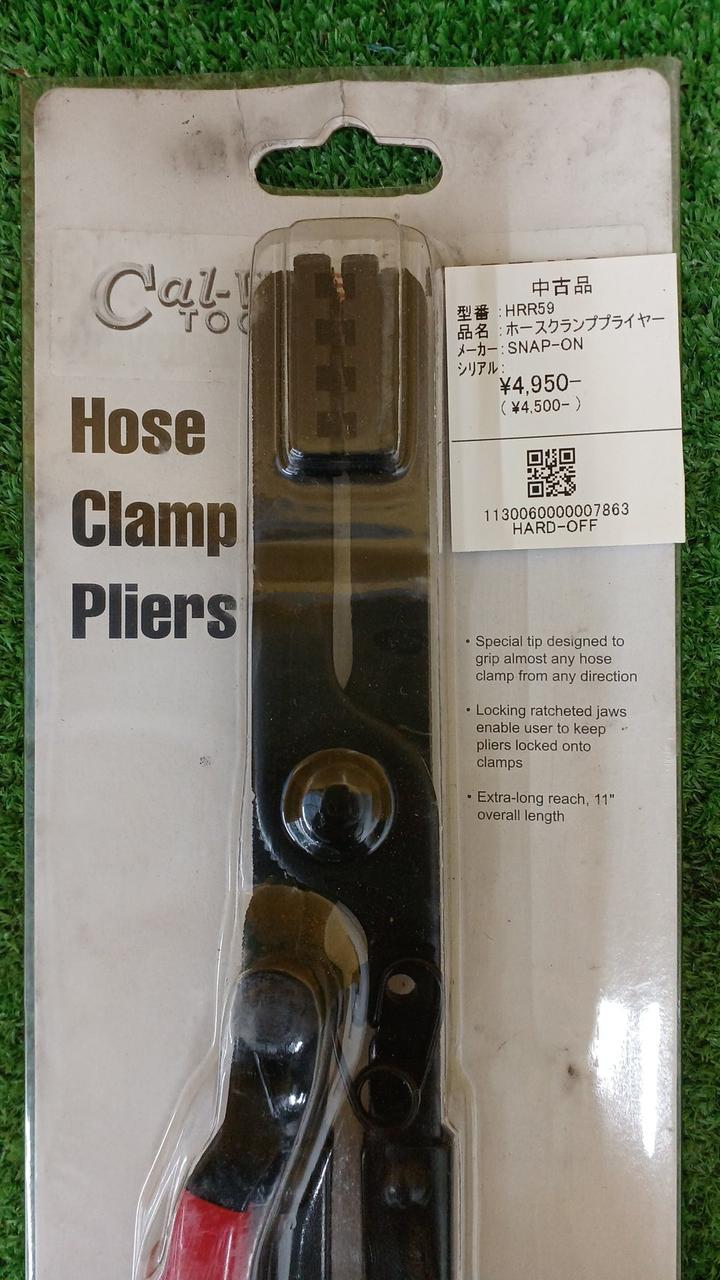 Cal-
TOO
Hose
Clamp
Pliers
中古品
型番 : HRR59
品名 : ホースクランププライヤー
メーカー : SNAP-ON
シリアル :
¥4,950-
( ¥4,500- )
1130060000007863
HARD-OFF
• Special tip designed to
grip almost any hose
clamp from any direction
• Locking ratcheted jaws
enable user to keep
pliers locked onto
clamps
• Extra-long reach, 11"
overall length